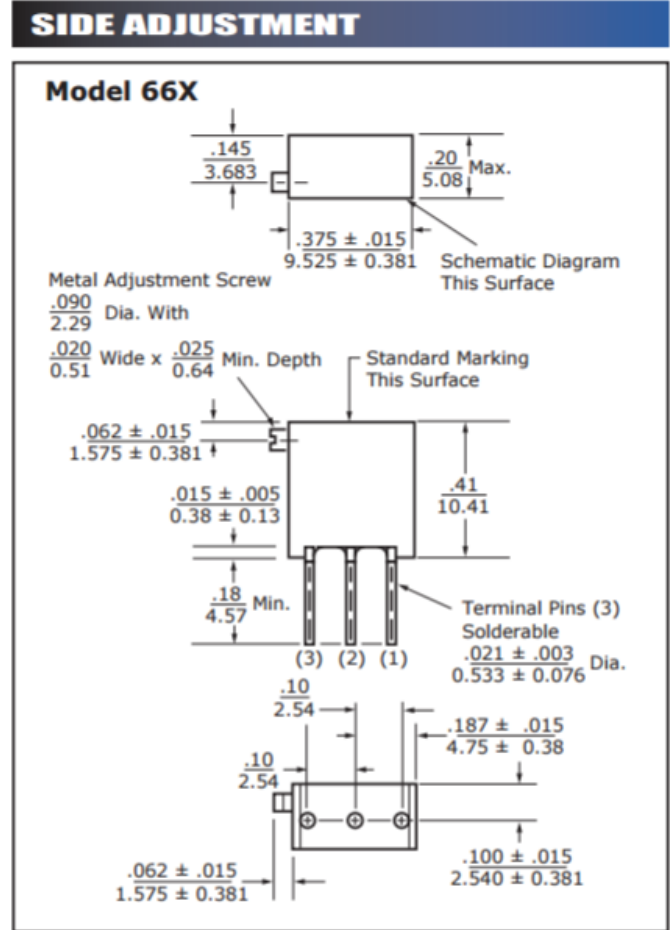 SIDE ADJUSTMENT
Model 66X
.145
3.683
.20
5.08 Max.
.375 ± .015
9.525 ± 0.381
Schematic Diagram
This Surface
Metal Adjustment Screw
.090
2.29 Dia. With
.020
0.51 Wide x .025
0.64 Min. Depth
Standard Marking
This Surface
.062 ± .015
1.575 ± 0.381
.015 ± .005
0.38 ± 0.13
.41
10.41
.18
4.57 Min.
Terminal Pins (3)
Solderable
.021 ± .003
0.533 ± 0.076 Dia.
(3) (2) (1)
.10
2.54
.187 ± .015
4.75 ± 0.38
.10
2.54
.062 ± .015
1.575 ± 0.381
.100 ± .015
2.540 ± 0.381